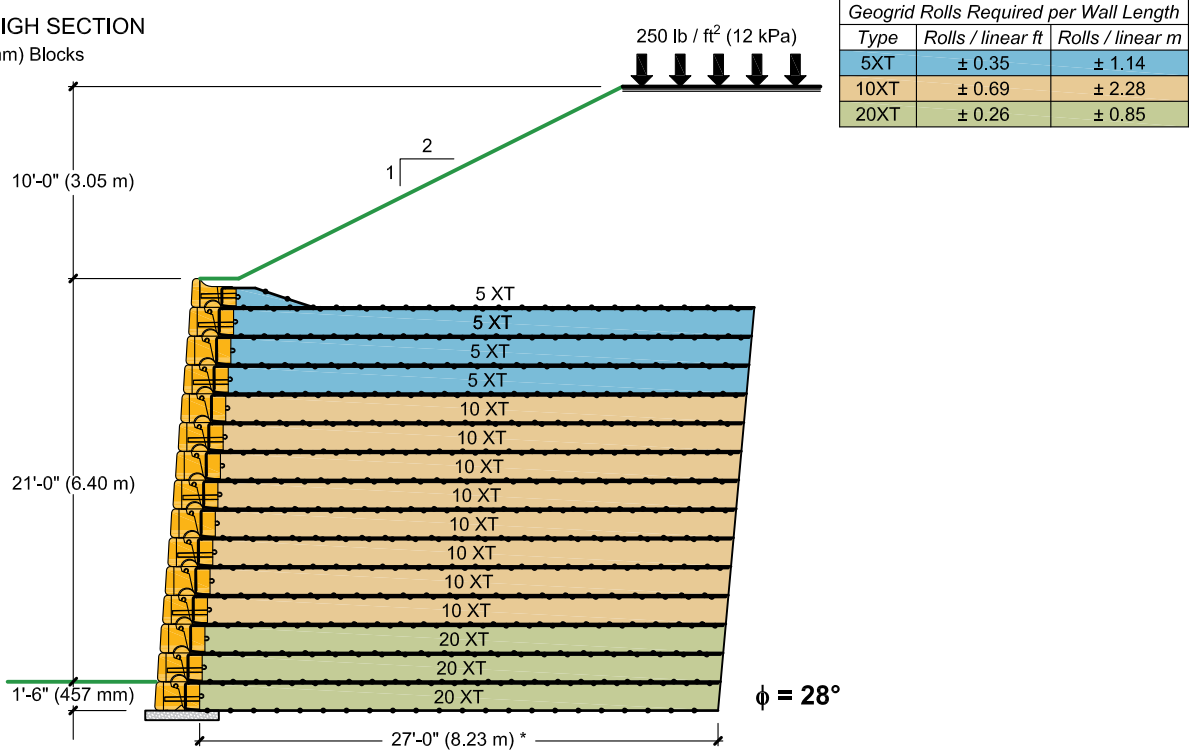 IGH SECTION
m) Blocks
250 lb / ft² (12 kPa)
Geogrid Rolls Required per Wall Length
Type Rolls / linear ft Rolls / linear m
5XT ± 0.35 ± 1.14
10XT ± 0.69 ± 2.28
20XT ± 0.26 ± 0.85
2
1
10'-0" (3.05 m)
5 XT
5 XT
5 XT
5 XT
10 XT
10 XT
10 XT
10 XT
10 XT
10 XT
10 XT
10 XT
20 XT
20 XT
20 XT
21'-0" (6.40 m)
1'-6" (457 mm)
ϕ = 28°
27'-0" (8.23 m) *